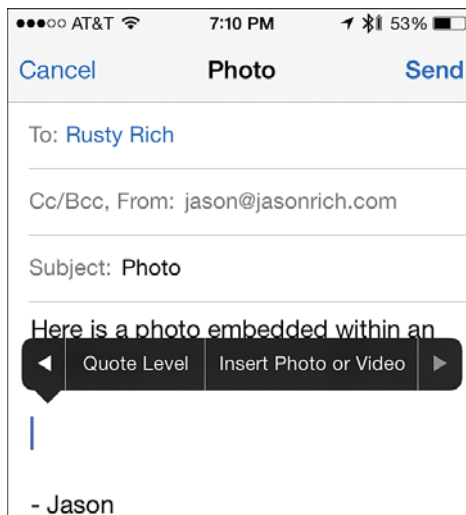 AT&T 7:10 PM 53%
Cancel Photo Send
To: Rusty Rich
Cc/Bcc, From: jason@jasonrich.com
Subject: Photo
Here is a photo embedded within an
Quote Level Insert Photo or Video
- Jason